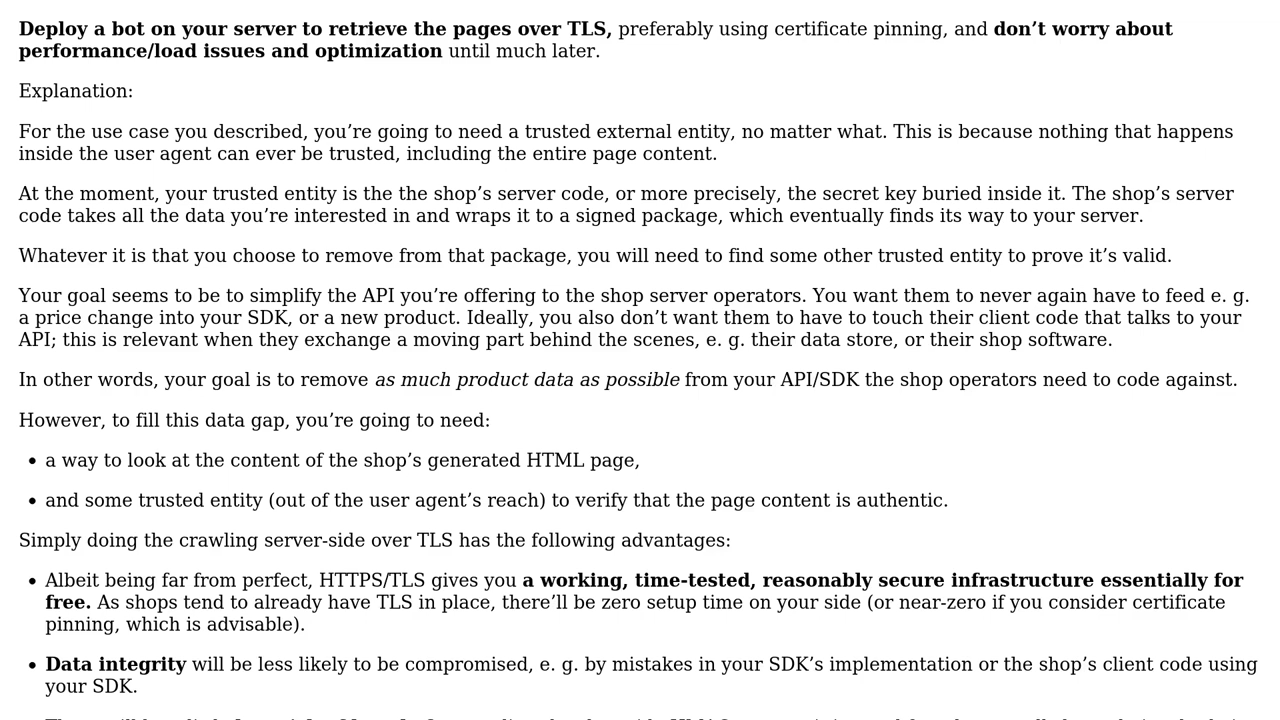 Deploy a bot on your server to retrieve the pages over TLS, preferably using certificate pinning, and don’t worry about
performance/load issues and optimization until much later.
Explanation:
For the use case you described, you’re going to need a trusted external entity, no matter what. This is because nothing that happens
inside the user agent can ever be trusted, including the entire page content.
At the moment, your trusted entity is the the shop’s server code, or more precisely, the secret key buried inside it. The shop’s server
code takes all the data you’re interested in and wraps it to a signed package, which eventually finds its way to your server.
Whatever it is that you choose to remove from that package, you will need to find some other trusted entity to prove it’s valid.
Your goal seems to be to simplify the API you’re offering to the shop server operators. You want them to never again have to feed e. g.
a price change into your SDK, or a new product. Ideally, you also don’t want them to have to touch their client code that talks to your
API; this is relevant when they exchange a moving part behind the scenes, e. g. their data store, or their shop software.
In other words, your goal is to remove as much product data as possible from your API/SDK the shop operators need to code against.
However, to fill this data gap, you’re going to need:
• a way to look at the content of the shop’s generated HTML page,
• and some trusted entity (out of the user agent’s reach) to verify that the page content is authentic.
Simply doing the crawling server-side over TLS has the following advantages:
• Albeit being far from perfect, HTTPS/TLS gives you a working, time-tested, reasonably secure infrastructure essentially for
free. As shops tend to already have TLS in place, there’ll be zero setup time on your side (or near-zero if you consider certificate
pinning, which is advisable).
• Data integrity will be less likely to be compromised, e. g. by mistakes in your SDK’s implementation or the shop’s client code using
your SDK.